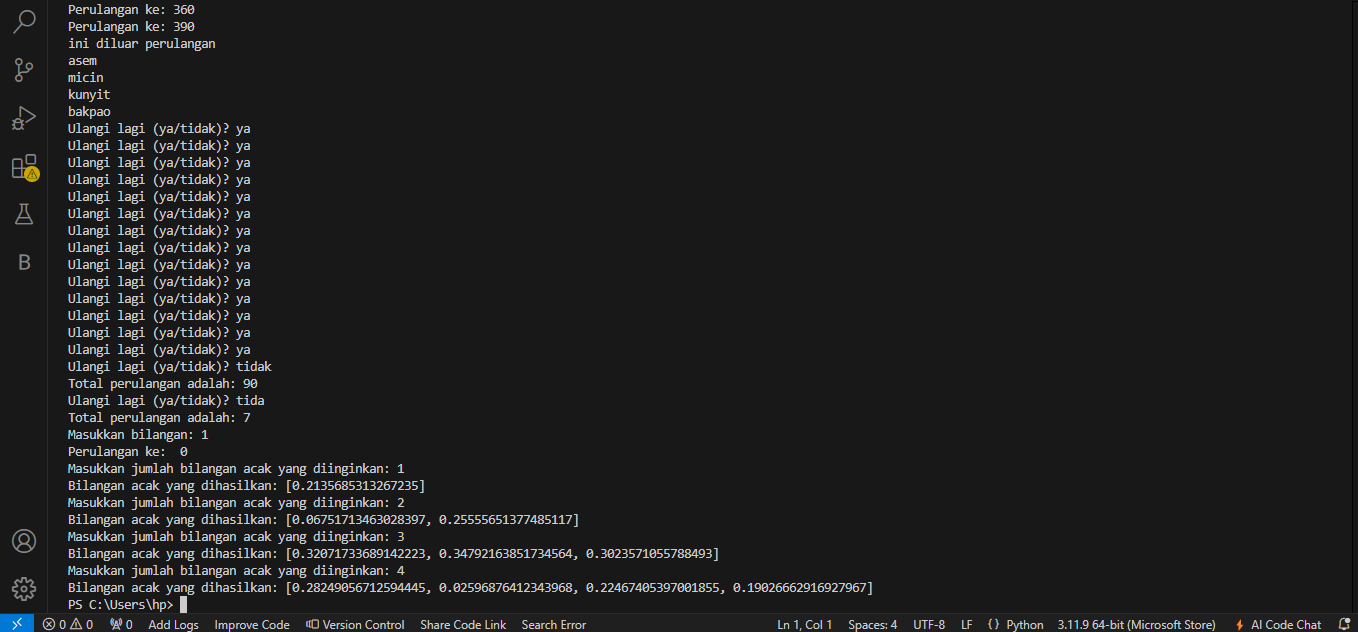 Perulangan ke: 360
Perulangan ke: 390
ini diluar perulangan
asem
micin
kunyit
bakpao
Ulangi lagi (ya/tidak)? ya
Ulangi lagi (ya/tidak)? ya
Ulangi lagi (ya/tidak)? ya
Ulangi lagi (ya/tidak)? ya
Ulangi lagi (ya/tidak)? ya
Ulangi lagi (ya/tidak)? ya
Ulangi lagi (ya/tidak)? ya
Ulangi lagi (ya/tidak)? ya
Ulangi lagi (ya/tidak)? ya
Ulangi lagi (ya/tidak)? ya
Ulangi lagi (ya/tidak)? ya
Ulangi lagi (ya/tidak)? ya
Ulangi lagi (ya/tidak)? ya
Ulangi lagi (ya/tidak)? ya
Ulangi lagi (ya/tidak)? tidak
Total perulangan adalah: 90
Ulangi lagi (ya/tidak)? tida
Total perulangan adalah: 7
Masukkan bilangan: 1
Perulangan ke:  0
Masukkan jumlah bilangan acak yang diinginkan: 1
Bilangan acak yang dihasilkan: [0.2135685313267235]
Masukkan jumlah bilangan acak yang diinginkan: 2
Bilangan acak yang dihasilkan: [0.06751713463028397, 0.25555651377485117]
Masukkan jumlah bilangan acak yang diinginkan: 3
Bilangan acak yang dihasilkan: [0.32071733689142223, 0.34792163851734564, 0.3023571055788493]
Masukkan jumlah bilangan acak yang diinginkan: 4
Bilangan acak yang dihasilkan: [0.28249056712594445, 0.02596876412343968, 0.22467405397001855, 0.19026662916927967]
PS C:\Users\hp>
B
0 0 0 Add Logs Improve Code Version Control Share Code Link Search Error Ln 1, Col 1 Spaces: 4 UTF-8 LF {} Python 3.11.9 64-bit (Microsoft Store) AI Code Chat